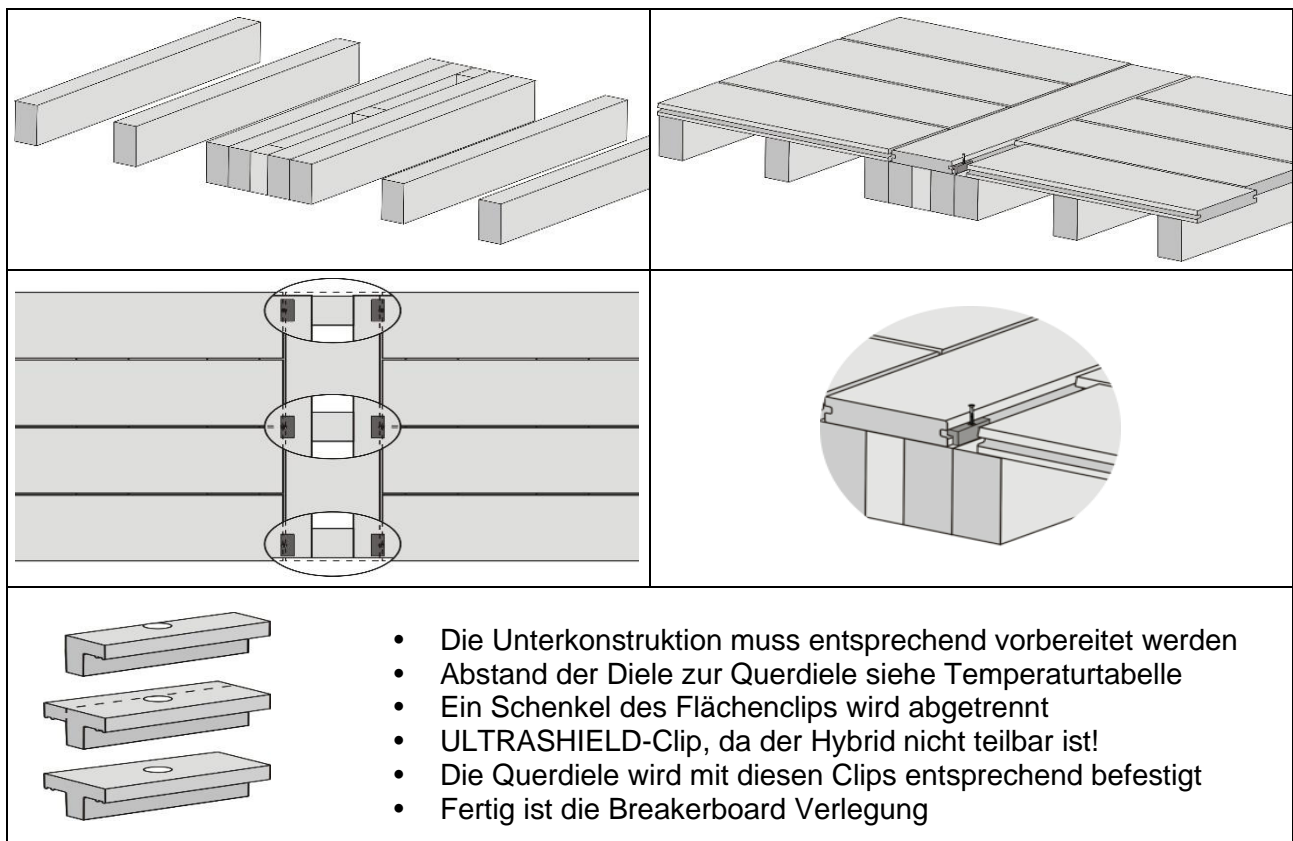 • Die Unterkonstruktion muss entsprechend vorbereitet werden
• Abstand der Diele zur Querdiele siehe Temperaturtabelle
• Ein Schenkel des Flächenclips wird abgetrennt
• ULTRASHIELD-Clip, da der Hybrid nicht teilbar ist!
• Die Querdiele wird mit diesen Clips entsprechend befestigt
• Fertig ist die Breakerboard Verlegung